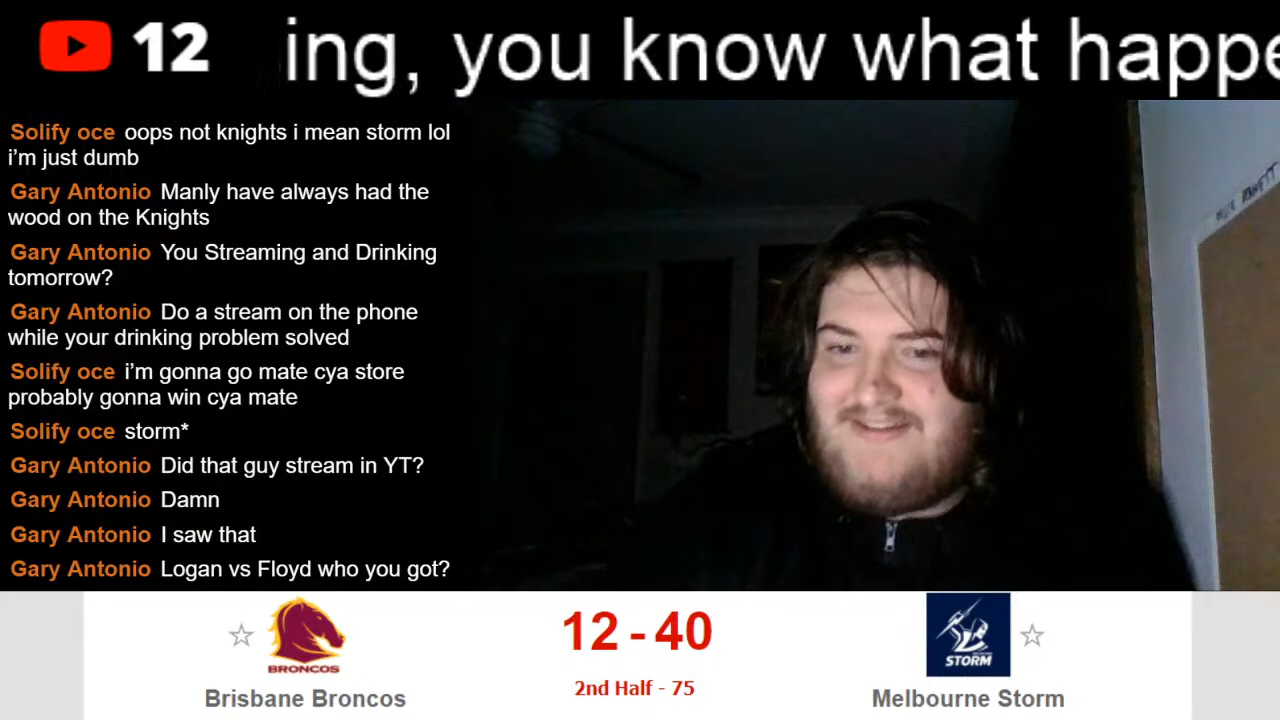 12
ing, you know what happe
Solify oce oops not knights i mean storm lol
i'm just dumb
Gary Antonio Manly have always had the
wood on the Knights
Gary Antonio You Streaming and Drinking
tomorrow?
Gary Antonio Do a stream on the phone
while your drinking problem solved
Solify oce i'm gonna go mate cya store
probably gonna win cya mate
Solify oce storm*
Gary Antonio Did that guy stream in YT?
Gary Antonio Damn
Gary Antonio I saw that
Gary Antonio Logan vs Floyd who you got?
BRONCOS
Brisbane Broncos
12 - 40
2nd Half - 75
STORM
Melbourne Storm